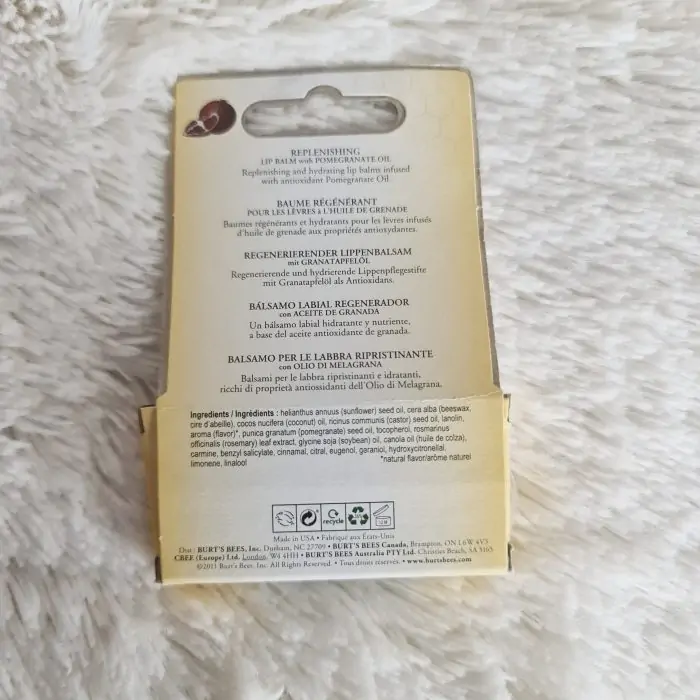 REPLENISHING
LIP BALM with POMEGRANATE OIL
Replenishing and hydrating lip balms infused
with antioxidant Pomegranate Oil
BAUME RÉGÉNÉRANT
POUR LES LÈVRES à L'HUILE DE GRENADE
Baumes régénérants et hydratants pour les lèvres infusés
d'huile de grenade aux propriétés antioxydantes.
REGENERIERENDER LIPPENBALSAM
mit GRANATAPFELÖL
Regenerierende und hydrierende Lippenpflegestifte
mit Granatapfelöl als Antioxidans.
BÁLSAMO LABIAL REGENERADOR
con ACEITE DE GRANADA
Un bálsamo labial hidratante y nutriente,
a base del aceite antioxidante de granada.
BALSAMO PER LE LABBRA RIPRISTINANTE
con OLIO DI MELAGRANA
Balsami per le labbra ripristinanti e idratanti,
ricchi di proprietà antiossidanti dell'Olio di Melagrana.
Ingredients / Ingrédients : helianthus annuus (sunflower) seed oil, cera alba (beeswax,
cire d'abeille), cocos nucifera (coconut) oil, ricinus communis (castor) seed oil, lanolin,
aroma (flavor)*, punica granatum (pomegranate) seed oil, tocopherol, rosmarinus
officinalis (rosemary) leaf extract, glycine soja (soybean) oil, canola oil (huile de colza),
carmine, benzyl salicylate, cinnamal, citral, eugenol, geraniol, hydroxycitronellal,
limonene, linalool *natural flavor/arôme naturel
recycle
12 M
Made in USA • Fabriqué aux États-Unis
Dist: BURT'S BEES, Inc. Durham, NC 27709 • BURT'S BEES Canada, Brampton, ON L6W 4V3
CBEE (Europe) Ltd. London, W4 4HH • BURT'S BEES Australia PTY Ltd. Christies Beach, SA 5165
©2011 Burt's Bees, Inc. All Rights Reserved. • Tous droits réservés. • www.burtsbees.com